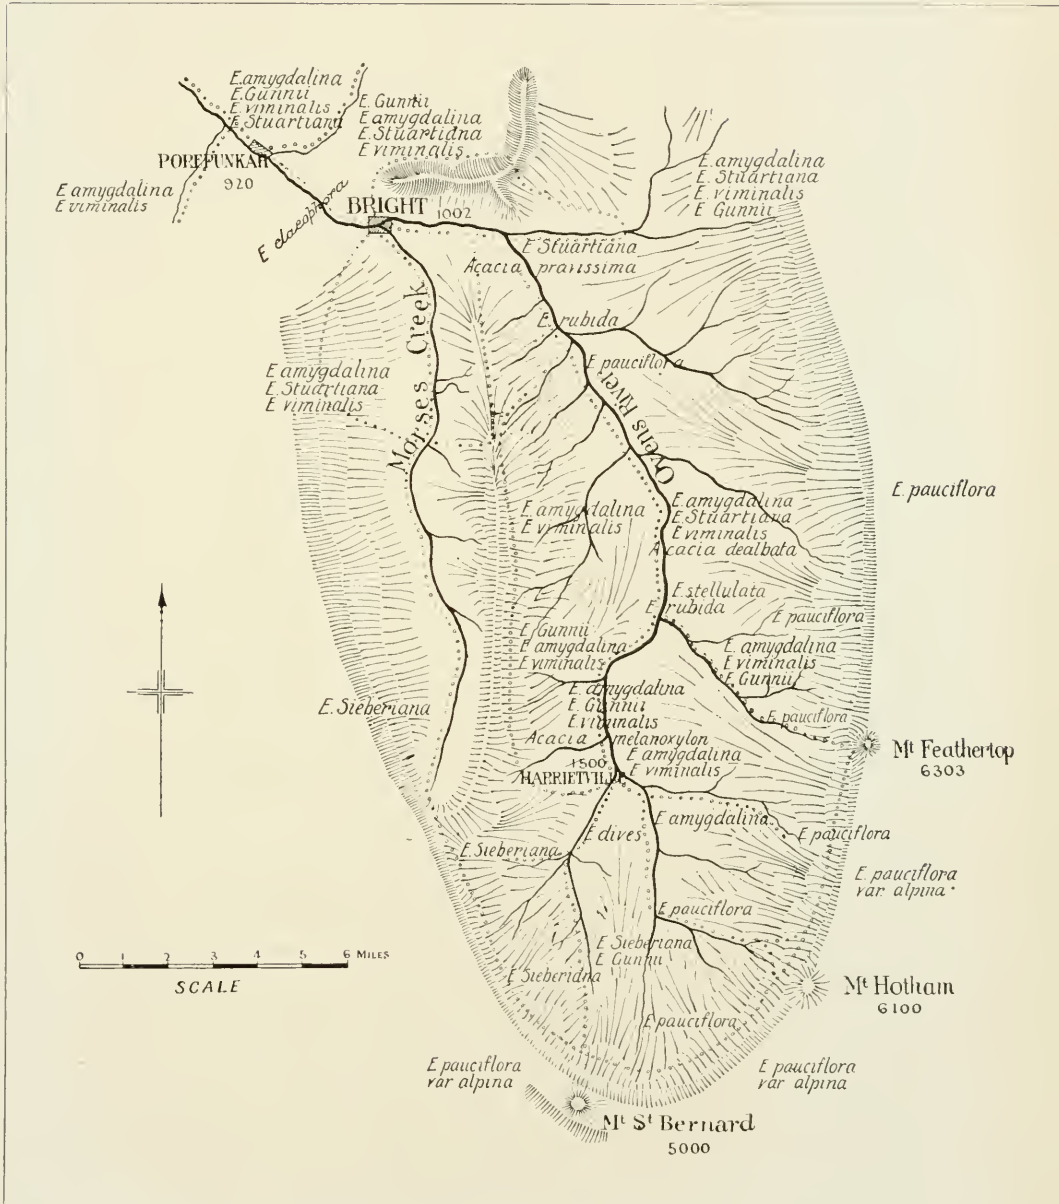 E. amygdalina
E. Gunnii
E. viminalis
E. Stuartiana
E. Gunnii
E amygdalina
E. Stuartiana
E viminalis
POREPUNKAH
920
E amygdalina
E viminalis
E elaeophora
BRIGHT 1002
E. amygdalina
E. Stuartiana
E. viminalis
E Gunnii
E Stuartiana
Acacia pravissima
E. rubida
E pauciflora
Morses Creek
Ovens River
E amygdalina
E. Stuartiana
E viminalis
E. pauciflora
E. amygdalina
E viminalis
E. amygdalina
E. Stuartiana
E viminalis
Acacia dealbata
E. stellulata
E rubida
E pauciflora
E Gunnii
E amygdalina
E viminalis
E. amygdalina
E viminalis
E. Gunnii
E. pauciflora
E. Sieberiana
E. amygdalina
E. Gunnii
E. viminalis
Acacia melanoxylon
E amygdalina
E viminalis
1500
HARRIETVILLE
Mt Feathertop
6303
E dives
E amygdalina
E pauciflora
E. Sieberiana
E. pauciflora
var alpina
E pauciflora
E Sieberiana
E Gunnii
E Sieberiana
E pauciflora
0 1 2 3 4 5 6 MILES
SCALE
Mt Hotham
6100
E pauciflora
var alpina
E pauciflora
var alpina
Mt St Bernard
5000